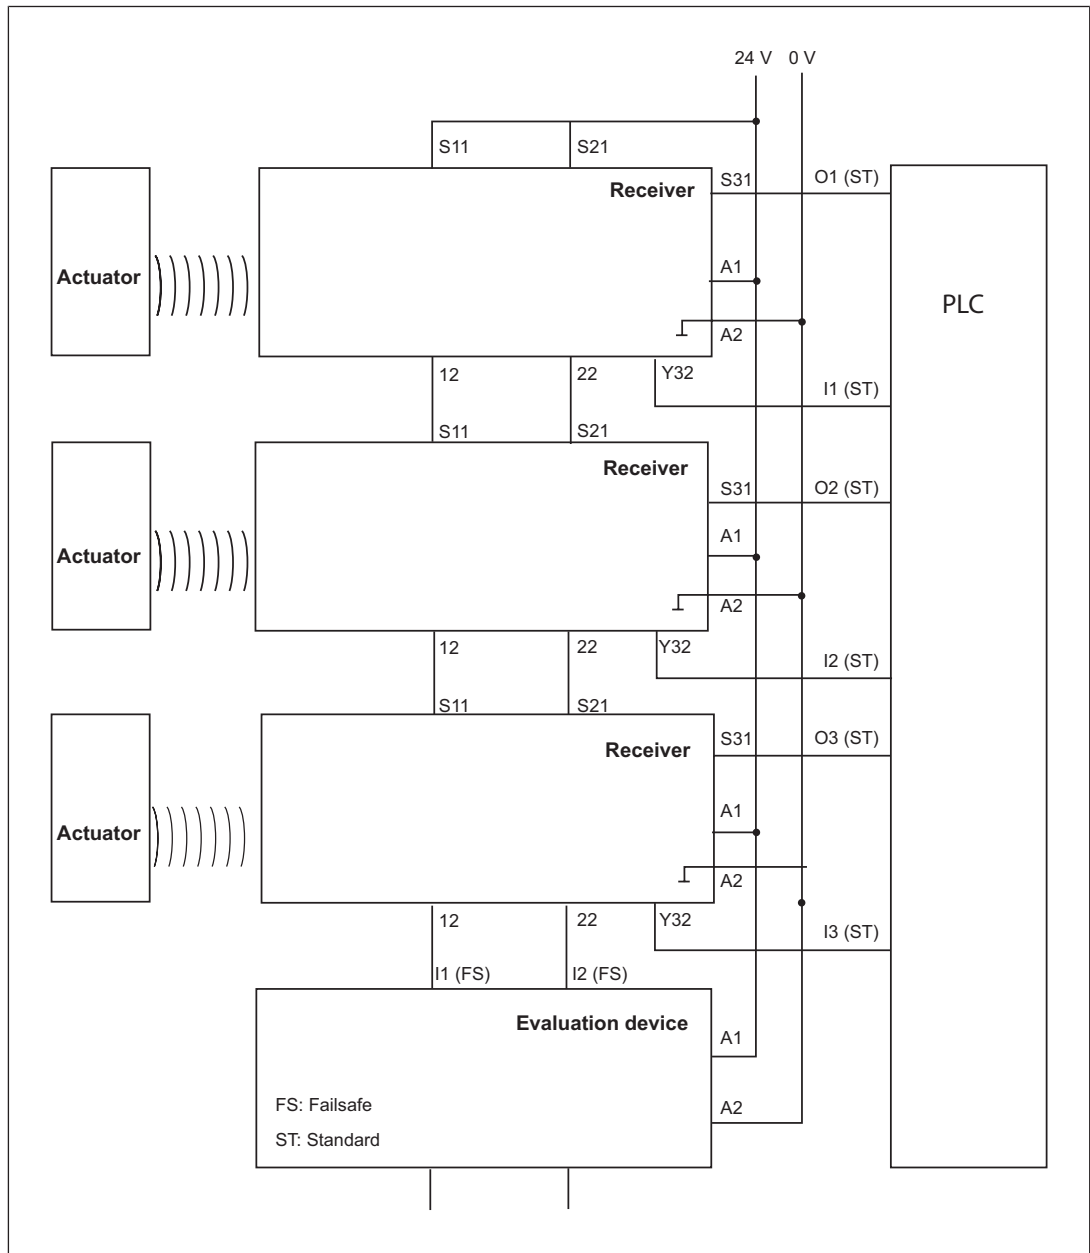 24 V 0 V
S11 S21
Receiver S31 O1 (ST)
Actuator A1
PLC
A2
12 22 Y32 I1 (ST)
S11 S21
Receiver S31 O2 (ST)
Actuator A1
A2
12 22 Y32 I2 (ST)
S11 S21
Receiver S31 O3 (ST)
Actuator A1
A2
12 22 Y32 I3 (ST)
I1 (FS) I2 (FS)
Evaluation device A1
FS: Failsafe A2
ST: Standard